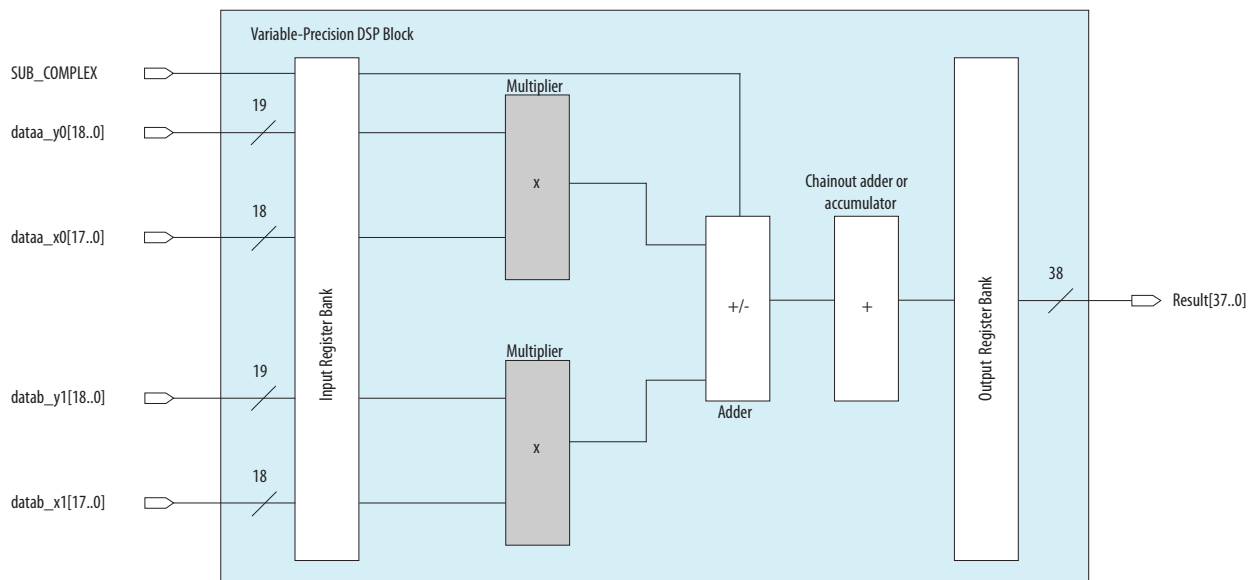 Variable-Precision DSP Block
SUB_COMPLEX
Multiplier
19
dataa_y0[18..0]
x
Chainout adder or
accumulator
18
dataa_x0[17..0]
Input Register Bank
+/-
+
Output Register Bank
38
Result[37..0]
Multiplier
19
datab_y1[18..0]
Adder
x
18
datab_x1[17..0]